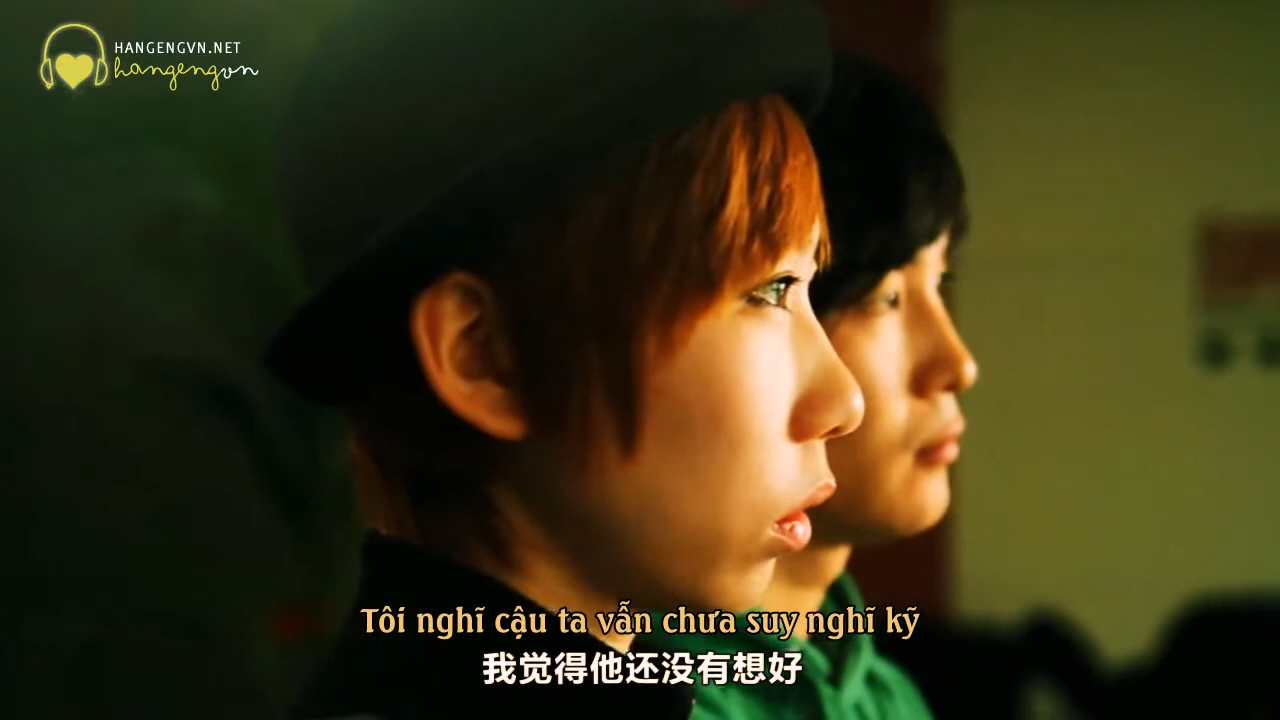 HANGENGVN.NET
hangengvn
Tôi nghĩ cậu ta vẫn chưa suy nghĩ kỹ
我觉得他还没有想好